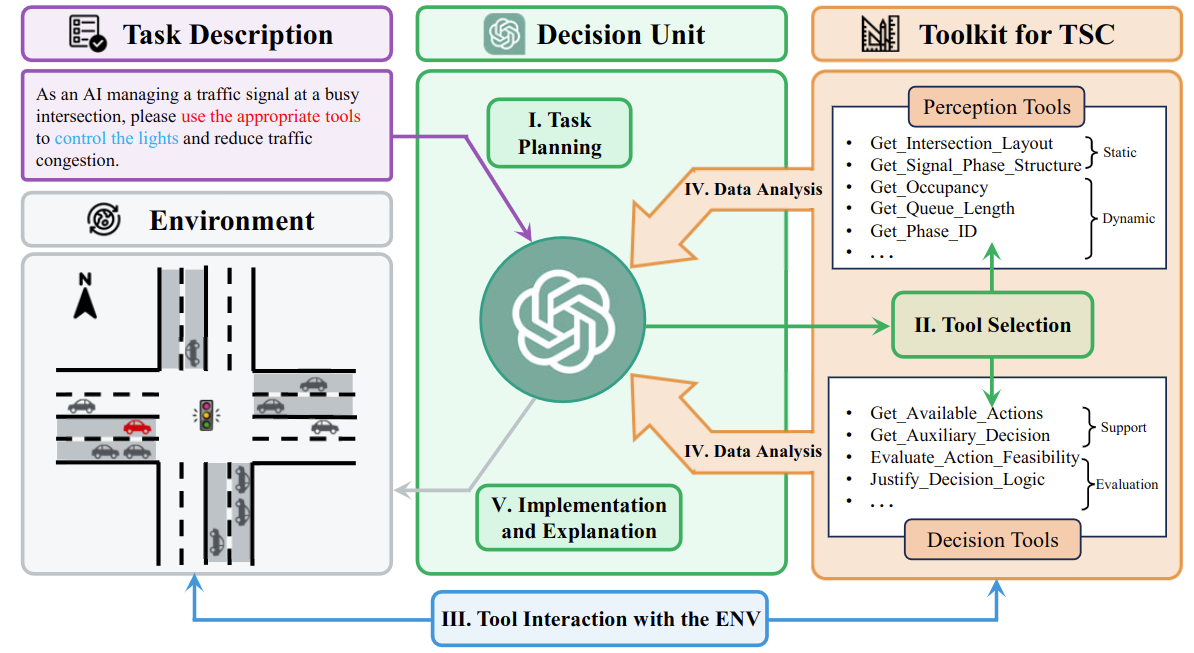 Task Description
As an AI managing a traffic signal at a busy
intersection, please use the appropriate tools
to control the lights and reduce traffic
congestion.
Environment
N
Decision Unit
I. Task
Planning
V. Implementation
and Explanation
Toolkit for TSC
Perception Tools
• Get_Intersection_Layout
• Get_Signal_Phase_Structure
Static
• Get_Occupancy
• Get_Queue_Length
• Get_Phase_ID
• . . .
Dynamic
IV. Data Analysis
II. Tool Selection
IV. Data Analysis
• Get_Available_Actions
• Get_Auxiliary_Decision
Support
• Evaluate_Action_Feasibility
• Justify_Decision_Logic
• . . .
Evaluation
Decision Tools
III. Tool Interaction with the ENV